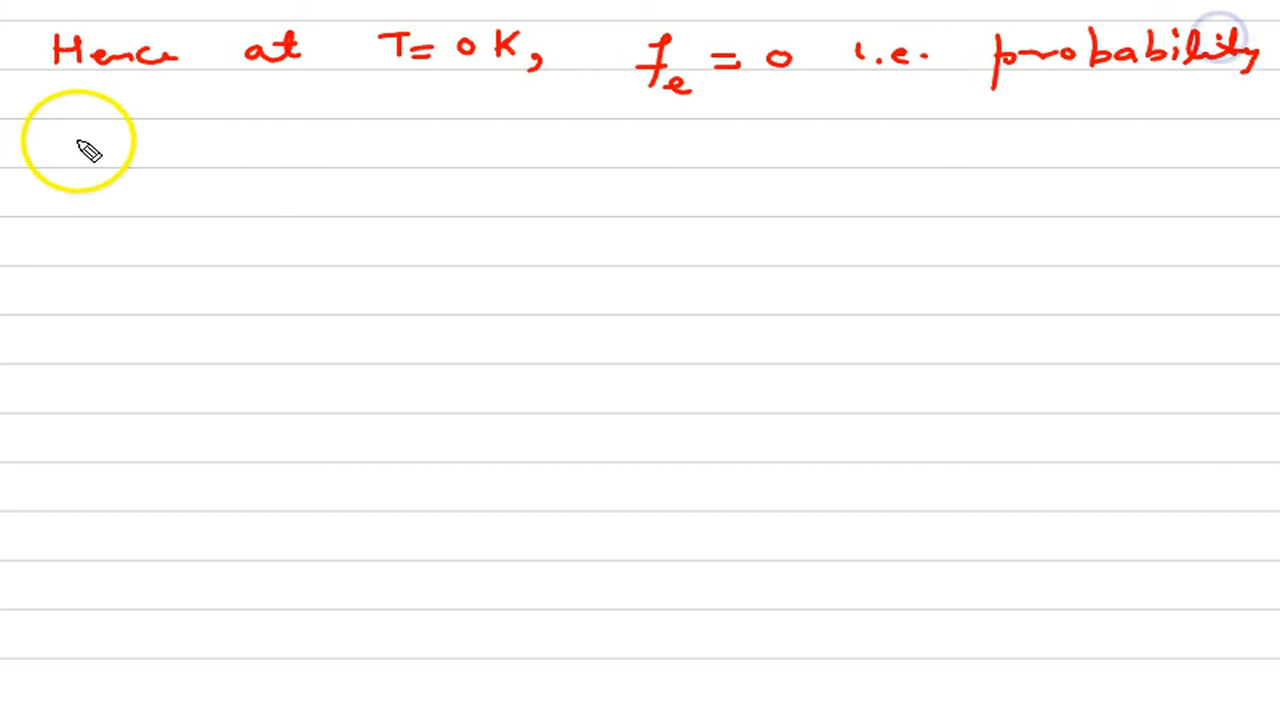 Hence at T= 0 K, fe = 0 i.e. probability